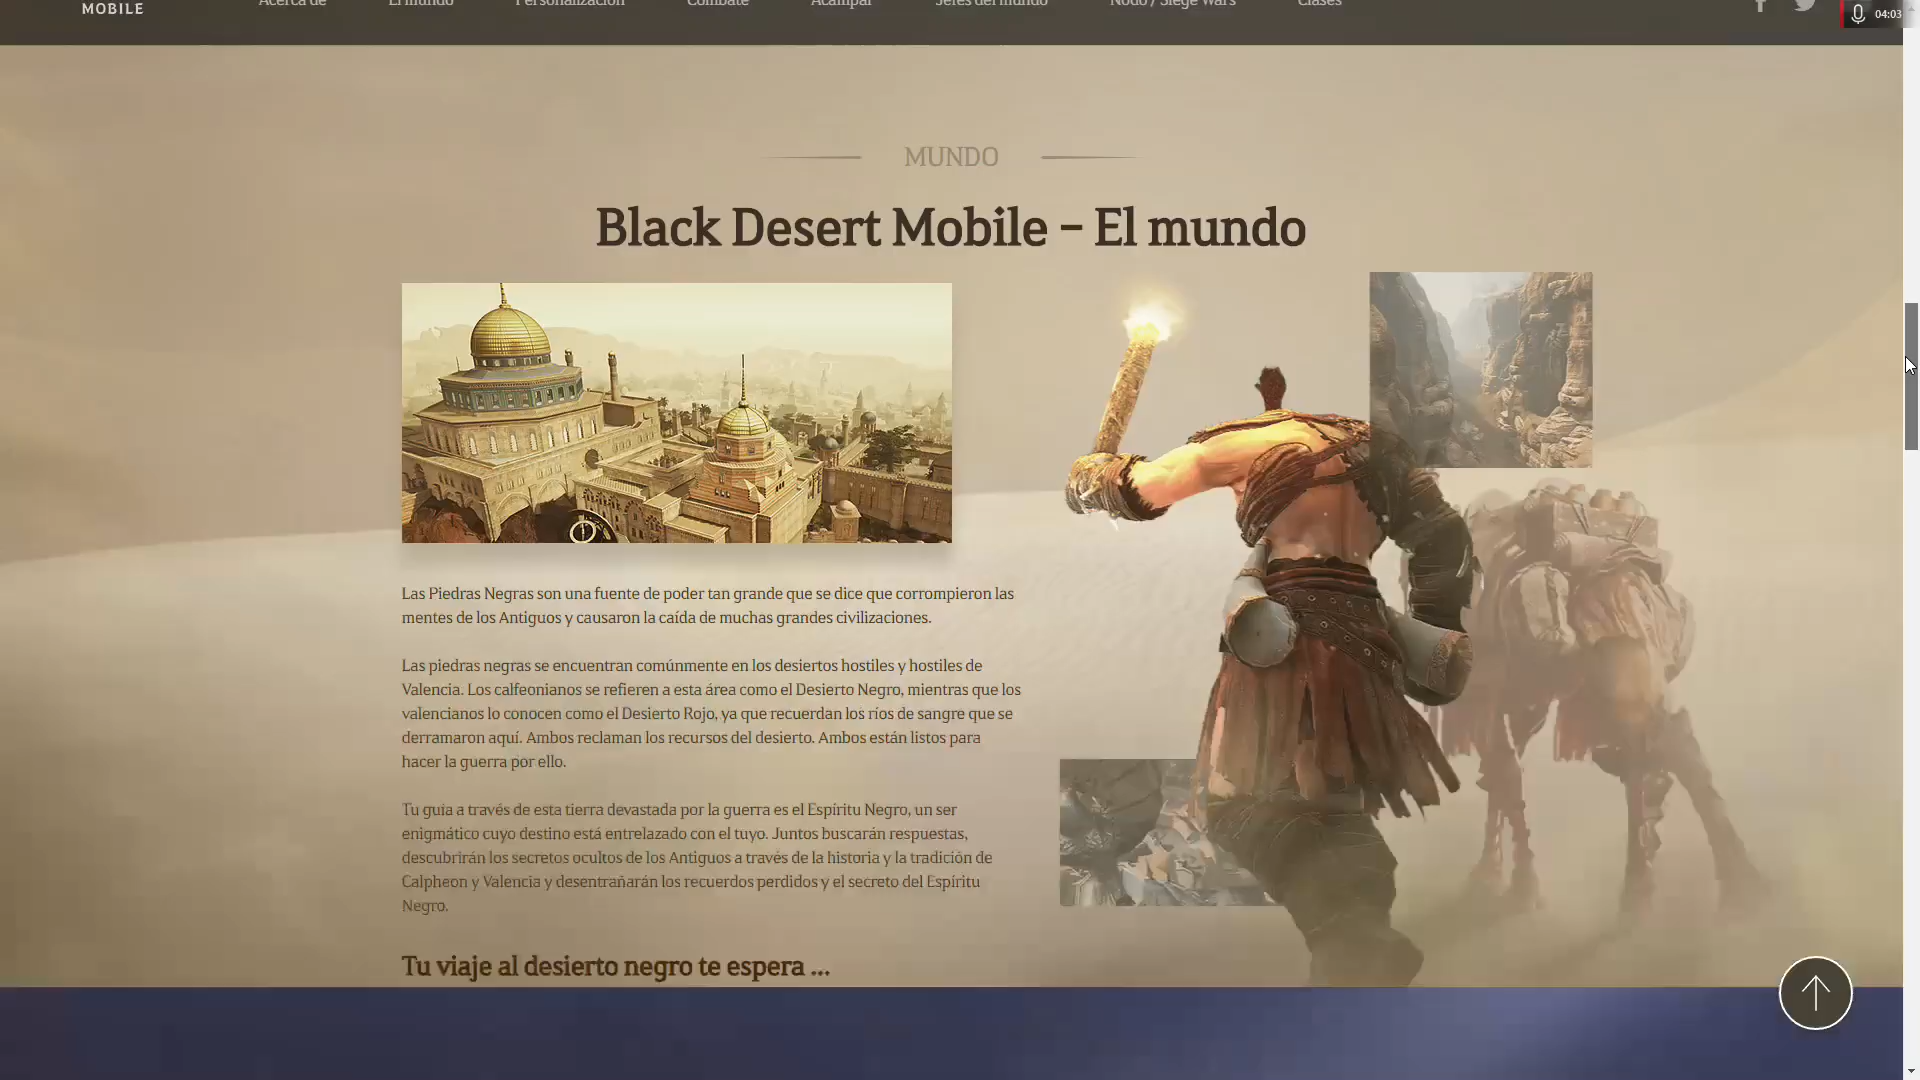 MOBILE
Acerca de El mundo Personalización Combate Acampar Jefes del mundo Nodo / Siege Wars Clases
04:03
MUNDO
Black Desert Mobile – El mundo
Las Piedras Negras son una fuente de poder tan grande que se dice que corrompieron las
mentes de los Antiguos y causaron la caída de muchas grandes civilizaciones.
Las piedras negras se encuentran comúnmente en los desiertos hostiles y hostiles de
Valencia. Los calfeonianos se refieren a esta área como el Desierto Negro, mientras que los
valencianos lo conocen como el Desierto Rojo, ya que recuerdan los ríos de sangre que se
derramaron aquí. Ambos reclaman los recursos del desierto. Ambos están listos para
hacer la guerra por ello.
Tu guía a través de esta tierra devastada por la guerra es el Espíritu Negro, un ser
enigmático cuyo destino está entrelazado con el tuyo. Juntos buscarán respuestas,
descubrirán los secretos ocultos de los Antiguos a través de la historia y la tradición de
Calpheon y Valencia y desentrañarán los recuerdos perdidos y el secreto del Espíritu
Negro.
Tu viaje al desierto negro te espera ...